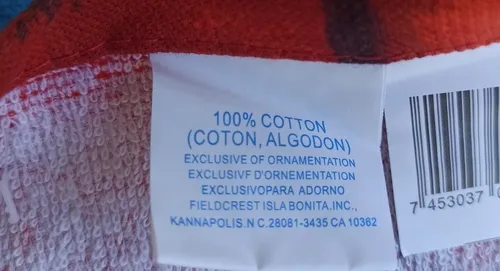 100% COTTON
(COTON, ALGODON)
EXCLUSIVE OF ORNAMENTATION
EXCLUSIVF D'ORNEMENTATION
EXCLUSIVOPARA ADORNO
FIELDCREST ISLA BONITA, INC.,
KANNAPOLIS. N C. 28081-3435 CA 10362
7 453037